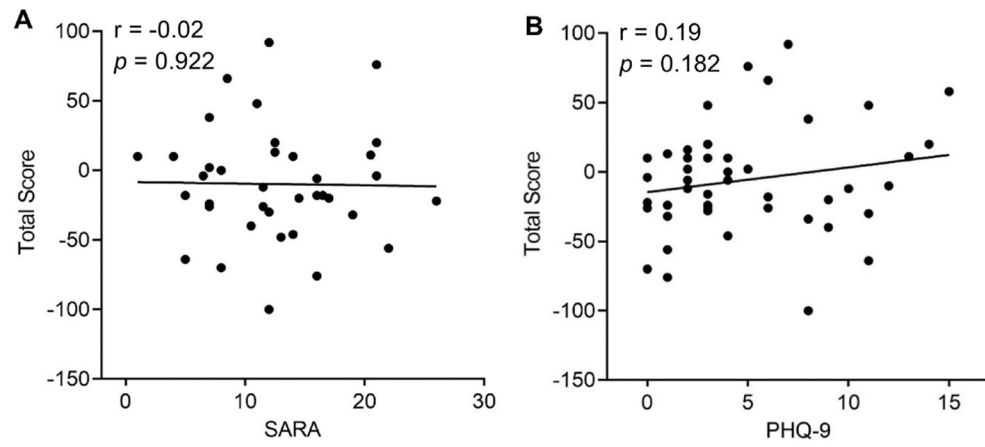 A
r = -0.02
p = 0.922
Total Score
100
50
0
-50
-100
-150
0 10 20 30
SARA
B
r = 0.19
p = 0.182
Total Score
100
50
0
-50
-100
-150
0 5 10 15
PHQ-9